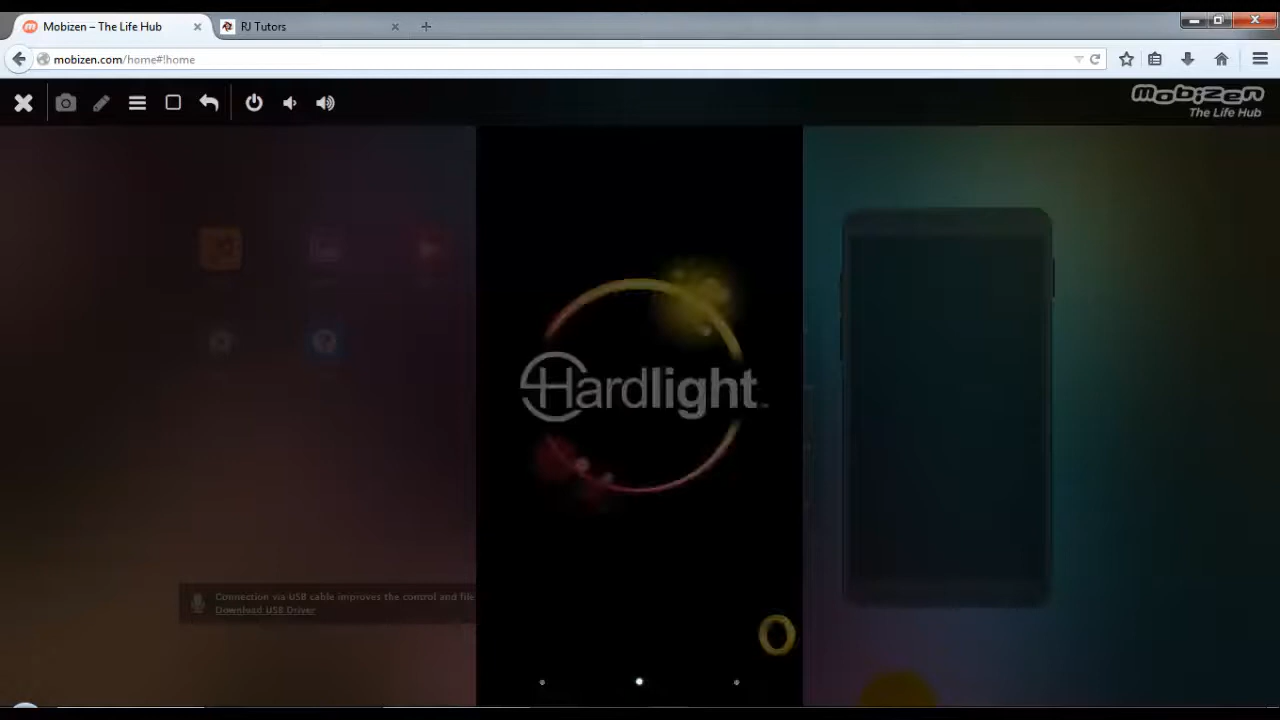 Mobizen – The Life Hub
RJ Tutors
mobizen.com/home#!home
mobizen
The Life Hub
Hardlight™
Connection via USB cable improves the control and file
Download USB Driver